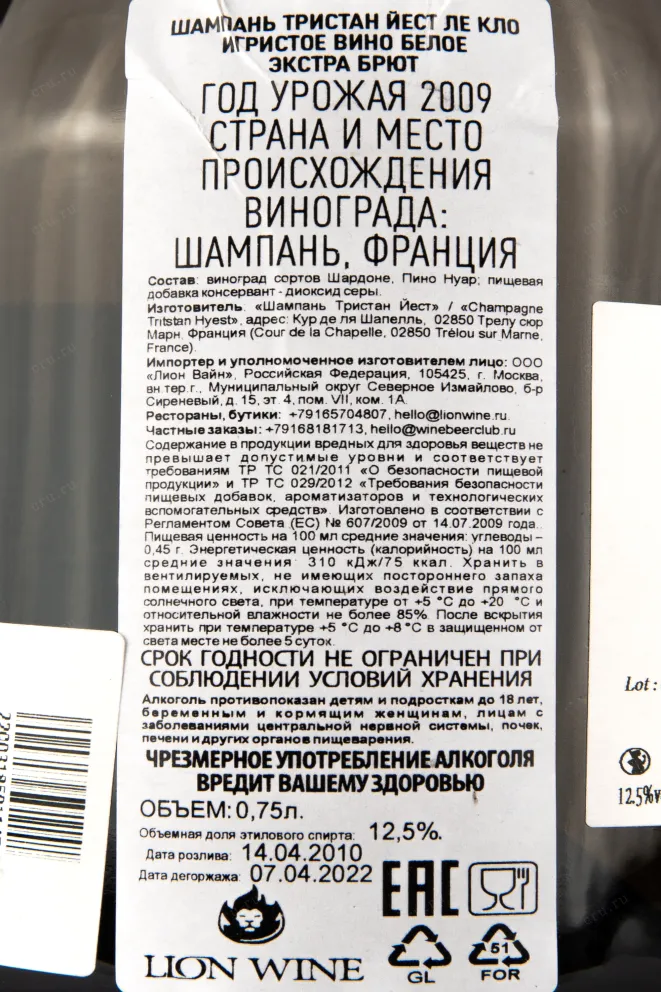 ШАМПАНЬ ТРИСТАН ЙЕСТ ЛЕ КЛО
ИГРИСТОЕ ВИНО БЕЛОЕ
ЭКСТРА БРЮТ
ГОД УРОЖАЯ 2009
СТРАНА И МЕСТО
ПРОИСХОЖДЕНИЯ
ВИНОГРАДА:
ШАМПАНЬ, ФРАНЦИЯ
Состав: виноград сортов Шардоне, Пино Нуар; пищевая
добавка консервант - диоксид серы.
Изготовитель: «Шампань Тристан Йест» / «Champagne
Tritstan Hyest», адрес: Кур де ля Шапелль, 02850 Трелу сюр
Марн, Франция (Cour de la Chapelle, 02850 Trélou sur Marne,
France).
Импортер и уполномоченное изготовителем лицо: ООО
«Лион Вайн», Российская Федерация, 105425, г. Москва,
вн.тер.г., Муниципальный округ Северное Измайлово, б-р
Сиреневый, д. 15, эт. 4, пом. VII, ком. 1А.
Рестораны, бутики: +79165704807, hello@lionwine.ru.
Частные заказы: +79168181713, hello@winebeerclub.ru
Содержание в продукции вредных для здоровья веществ не
превышает допустимые уровни и соответствует
требованиям ТР ТС 021/2011 «О безопасности пищевой
продукции» и ТР ТС 029/2012 «Требования безопасности
пищевых добавок, ароматизаторов и технологических
вспомогательных средств». Изготовлено в соответствии с
Регламентом Совета (ЕС) № 607/2009 от 14.07.2009 года.
Пищевая ценность на 100 мл средние значения: углеводы –
0,45 г. Энергетическая ценность (калорийность) на 100 мл
средние значения: 310 кДж/75 ккал. Хранить в
вентилируемых, не имеющих постороннего запаха
помещениях, исключающих воздействие прямого
солнечного света, при температуре от +5 °С до +20 °С и
относительной влажности не более 85%. После вскрытия
хранить при температуре +5 °С до +8 °С в защищенном от
света месте не более 5 суток.
СРОК ГОДНОСТИ НЕ ОГРАНИЧЕН ПРИ
СОБЛЮДЕНИИ УСЛОВИЙ ХРАНЕНИЯ
Алкоголь противопоказан детям и подросткам до 18 лет,
беременным и кормящим женщинам, лицам с
заболеваниями центральной нервной системы, почек,
печени и других органов пищеварения.
ЧРЕЗМЕРНОЕ УПОТРЕБЛЕНИЕ АЛКОГОЛЯ
ВРЕДИТ ВАШЕМУ ЗДОРОВЬЮ
ОБЪЕМ: 0,75л.
Объемная доля этилового спирта: 12,5%.
Дата розлива: 14.04.2010
Дата дегоржажа: 07.04.2022
EAC
LION WINE
GL
51
FOR
Lot :
12.5%v